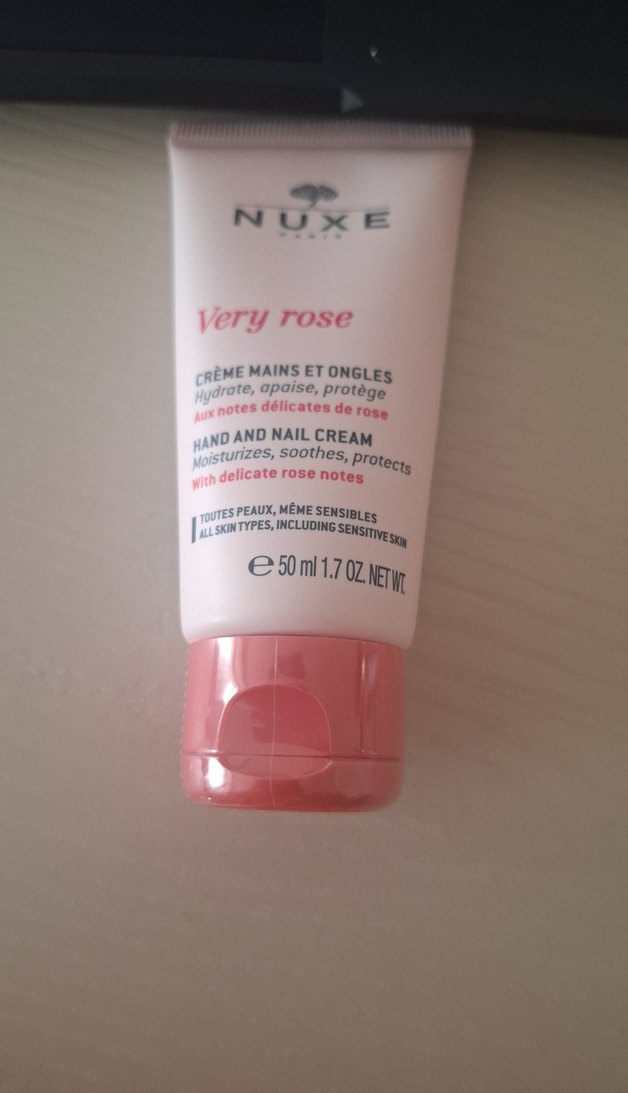 NUXE
PARIS
Very rose
CRÈME MAINS ET ONGLES
Hydrate, apaise, protège
Aux notes délicates de rose
HAND AND NAIL CREAM
Moisturizes, soothes, protects
With delicate rose notes
TOUTES PEAUX, MÊME SENSIBLES
ALL SKIN TYPES, INCLUDING SENSITIVE SKIN
℮ 50 ml 1.7 OZ. NET WT.